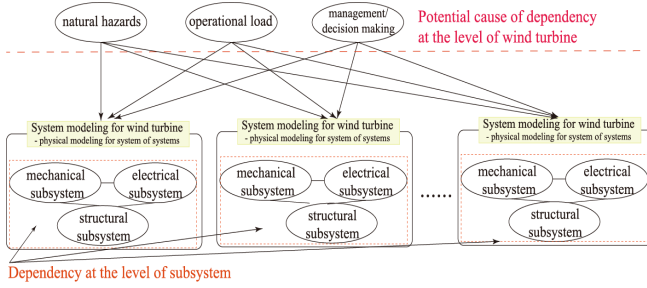 natural hazards
operational load
management/
decision making
Potential cause of dependency
at the level of wind turbine
System modeling for wind turbine
- physical modeling for system of systems
System modeling for wind turbine
- physical modeling for system of systems
System modeling for wind turbine
- physical modeling for system of systems
mechanical
subsystem
electrical
subsystem
structural
subsystem
mechanical
subsystem
electrical
subsystem
structural
subsystem
......
mechanical
subsystem
electrical
subsystem
structural
subsystem
Dependency at the level of subsystem